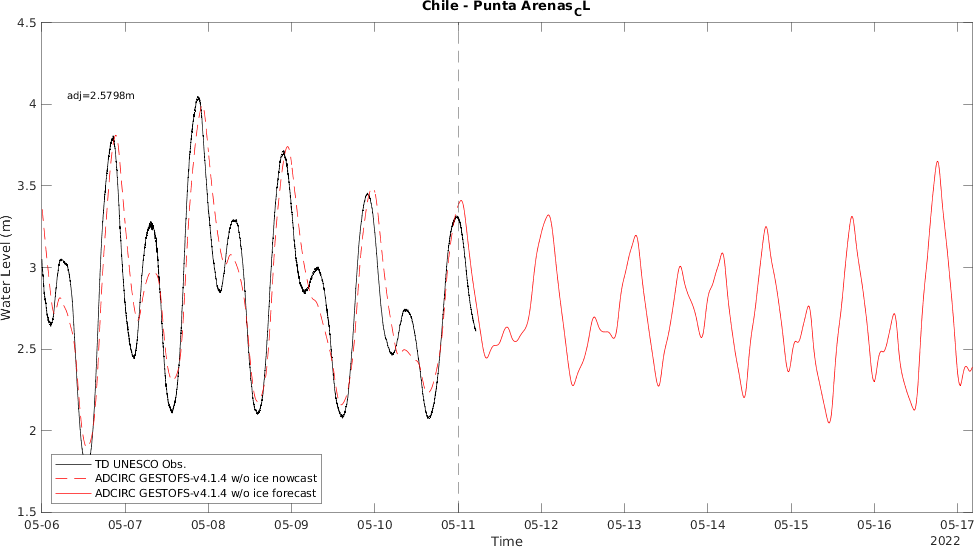 Chile - Punta Arenas_CL
4.5
4
3.5
3
2.5
2
1.5
Water Level (m)
adj=2.5798m
TD UNESCO Obs.
ADCIRC GESTOFS-v4.1.4 w/o ice nowcast
ADCIRC GESTOFS-v4.1.4 w/o ice forecast
05-06 05-07 05-08 05-09 05-10 05-11 05-12 05-13 05-14 05-15 05-16 05-17
Time
2022